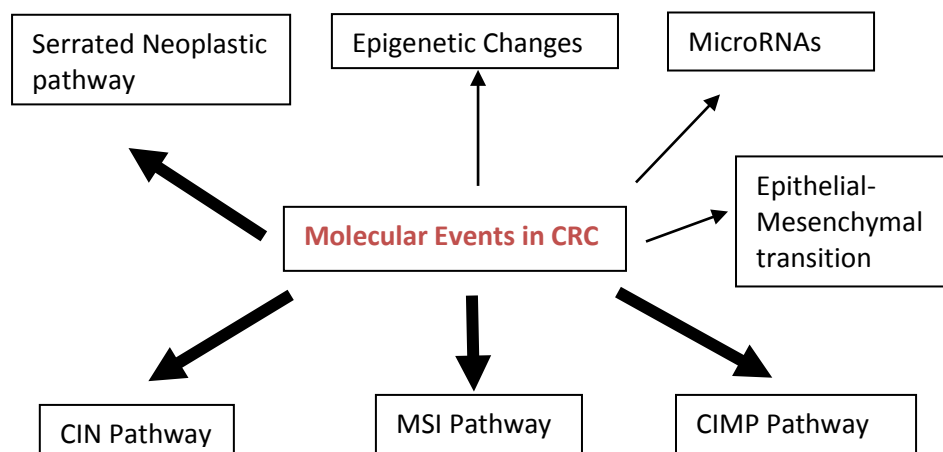 Serrated Neoplastic
pathway
Epigenetic Changes
MicroRNAs
Epithelial-
Mesenchymal
transition
Molecular Events in CRC
CIN Pathway
MSI Pathway
CIMP Pathway